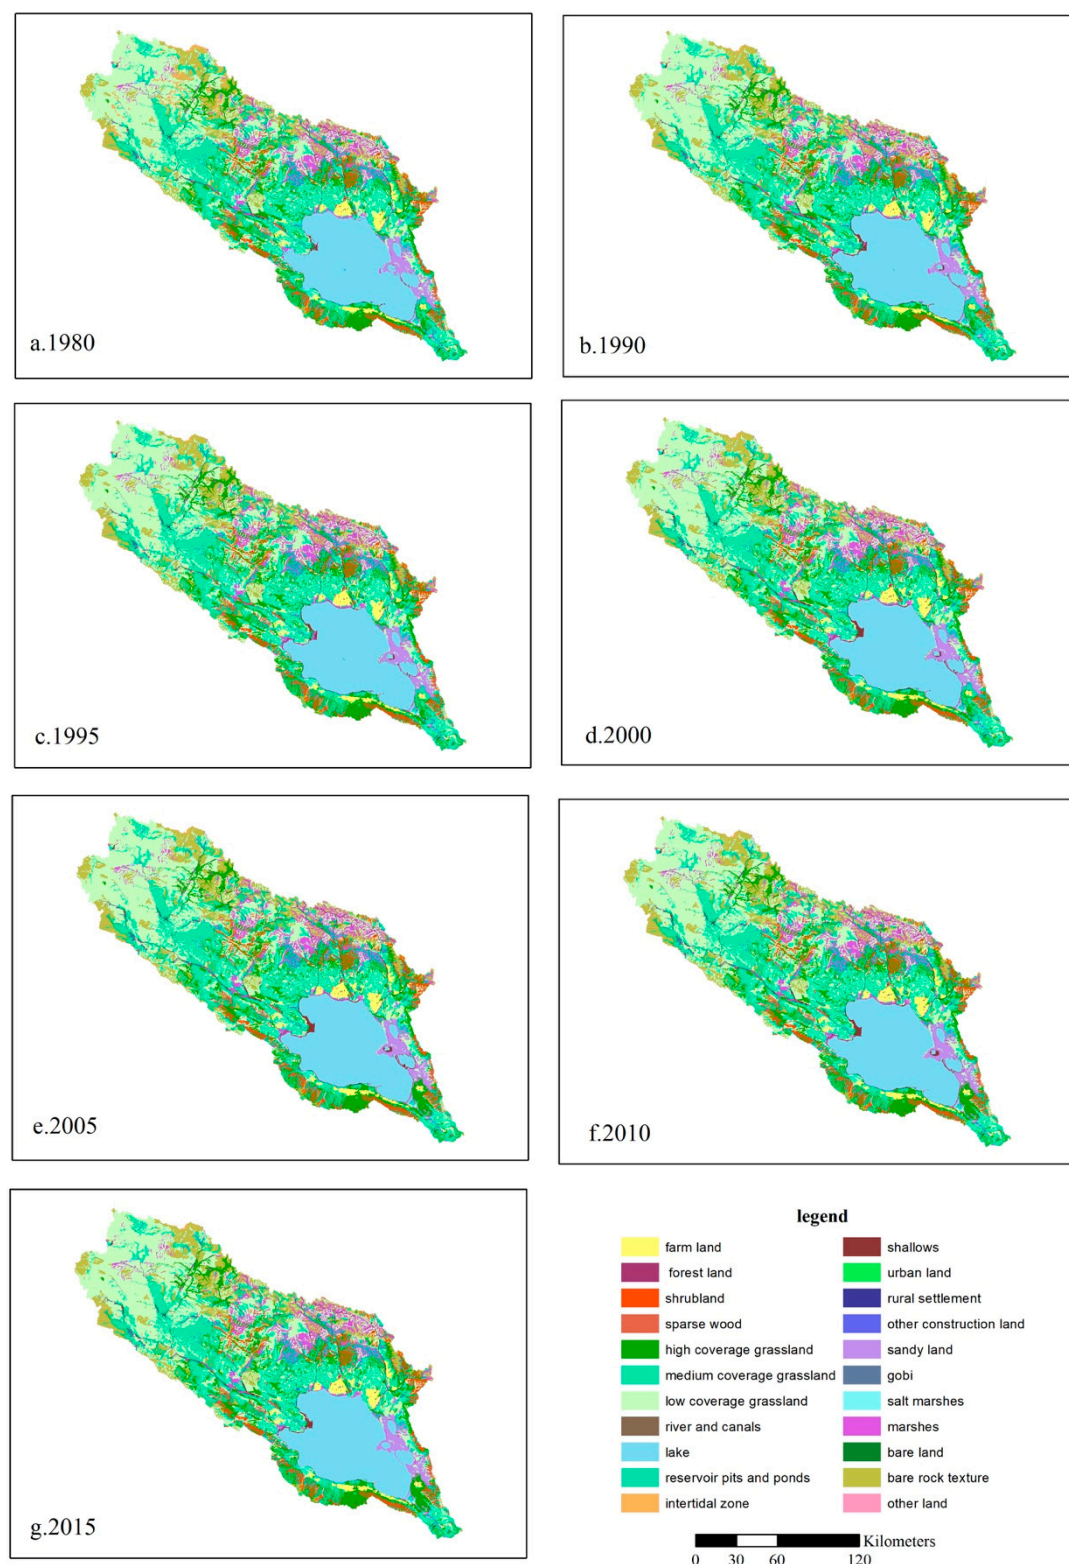 a.1980
b.1990
c.1995
d.2000
e.2005
f.2010
g.2015
legend
farm land
forest land
shrubland
sparse wood
high coverage grassland
medium coverage grassland
low coverage grassland
river and canals
lake
reservoir pits and ponds
intertidal zone
shallows
urban land
rural settlement
other construction land
sandy land
gobi
salt marshes
marshes
bare land
bare rock texture
other land
Kilometers
0 30 60 120